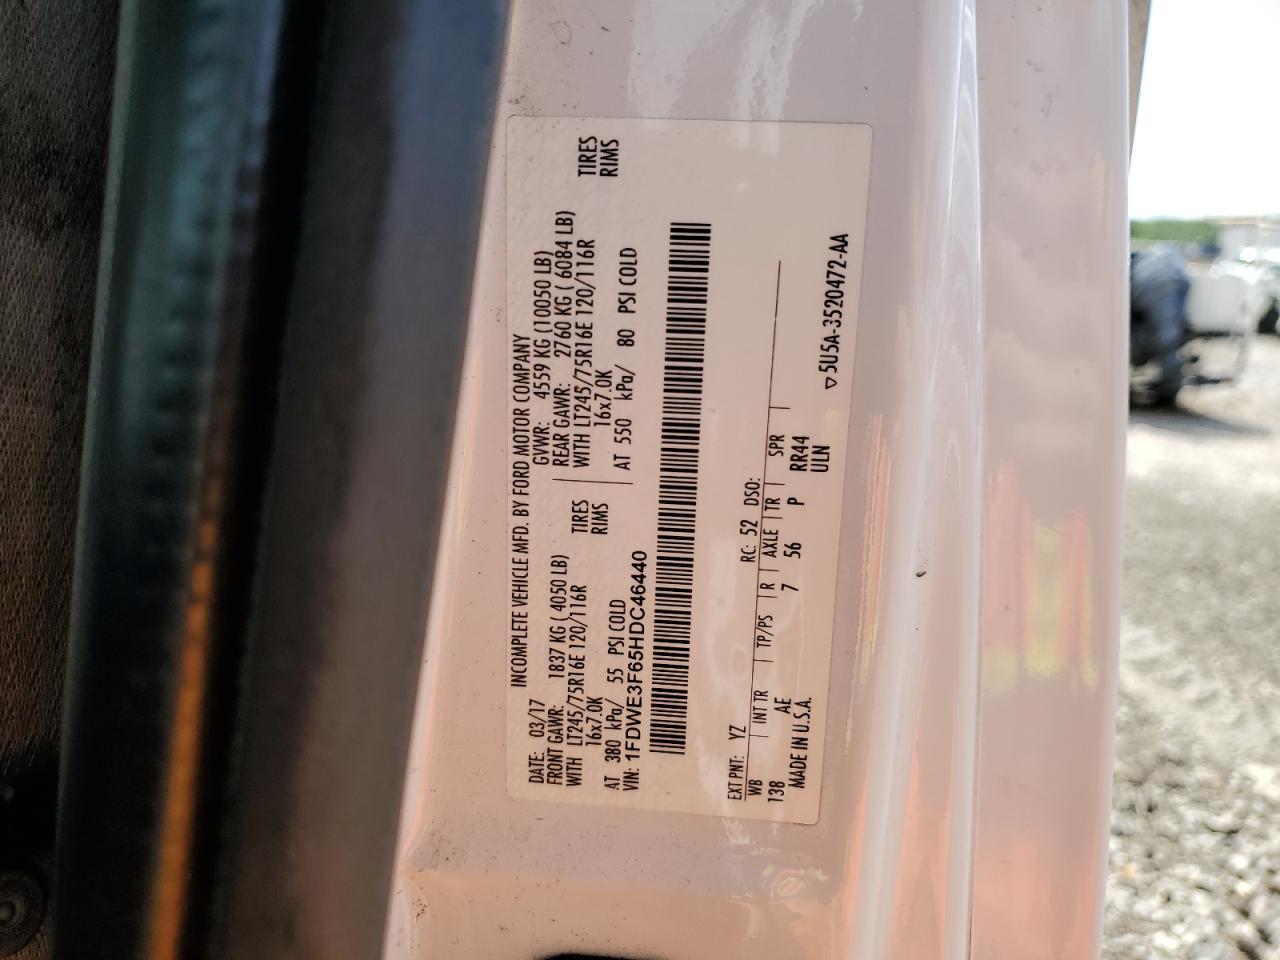 INCOMPLETE VEHICLE MFD. BY FORD MOTOR COMPANY
DATE: 03/17 GVWR: 4559 KG (10050 LB)
FRONT GAWR: 1837 KG ( 4050 LB) REAR GAWR: 2760 KG ( 6084 LB)
WITH LT245/75R16E 120/116R TIRES WITH LT245/75R16E 120/116R TIRES
16x7.0K RIMS 16x7.0K RIMS
AT 380 kPa/ 55 PSI COLD AT 550 kPa/ 80 PSI COLD
VIN: 1FDWE3F65HDC46440
EXT PNT: YZ RC: 52 DSO:
WB INT TR TP/PS R AXLE TR SPR
138 AE 7 56 P RR44
MADE IN U.S.A. ULN
▽5U5A-3520472-AA